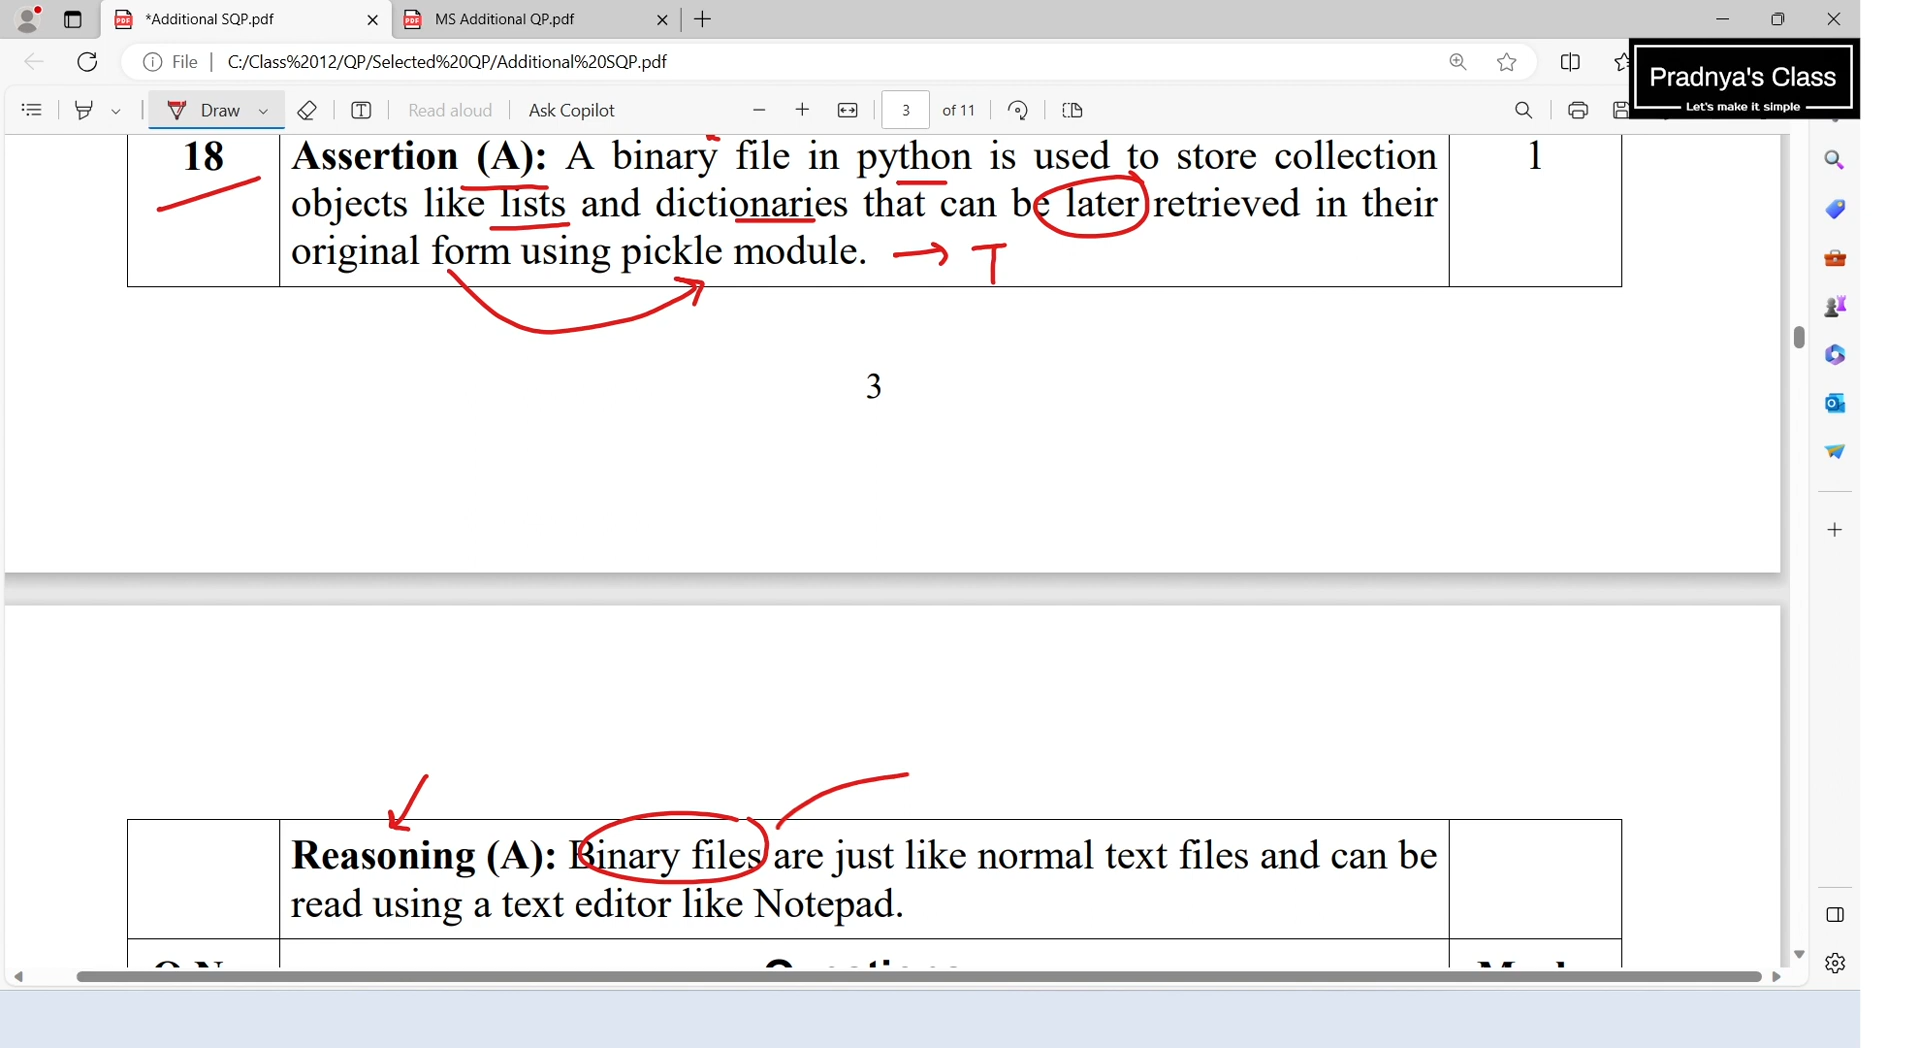 *Additional SQP.pdf
MS Additional QP.pdf
File
C:/Class%2012/QP/Selected%20QP/Additional%20SQP.pdf
Pradnya's Class
Let's make it simple
Draw
Read aloud
Ask Copilot
3
of 11
18
Assertion (A): A binary file in python is used to store collection
objects like lists and dictionaries that can be later retrieved in their
original form using pickle module.
T
1
3
Reasoning (A): Binary files are just like normal text files and can be
read using a text editor like Notepad.